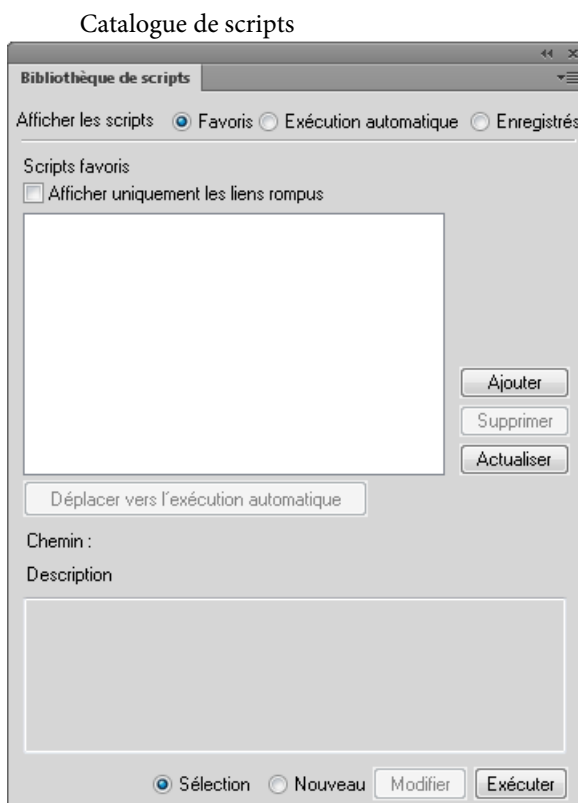 Catalogue de scripts
Bibliothèque de scripts
Afficher les scripts Favoris Exécution automatique Enregistrés
Scripts favoris
Afficher uniquement les liens rompus
Ajouter
Supprimer
Actualiser
Déplacer vers l'exécution automatique
Chemin :
Description
Sélection Nouveau Modifier Exécuter